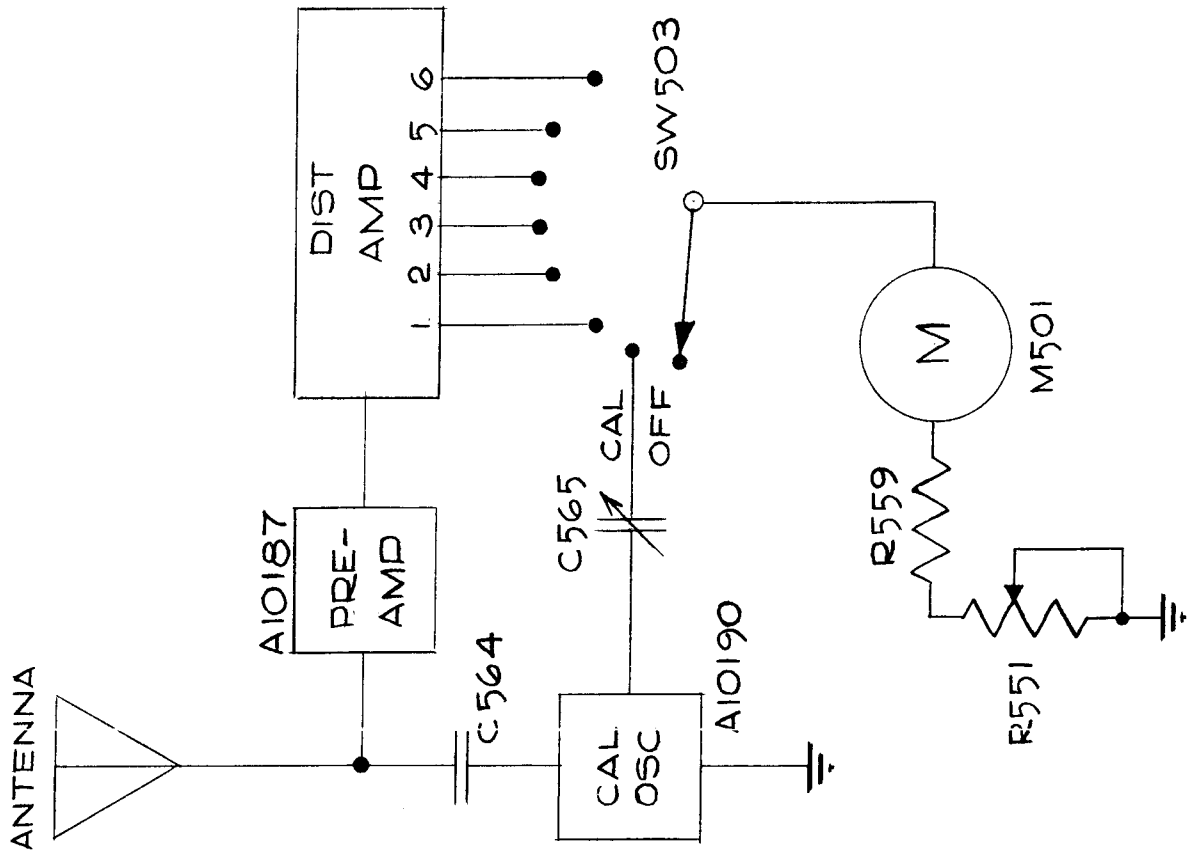 ANTENNA
A10187
PRE-
AMP
DIST
AMP
1 2 3 4 5 6
C564
CAL
OSC
A10190
C565
CAL
OFF
SW503
M
M501
R559
R551